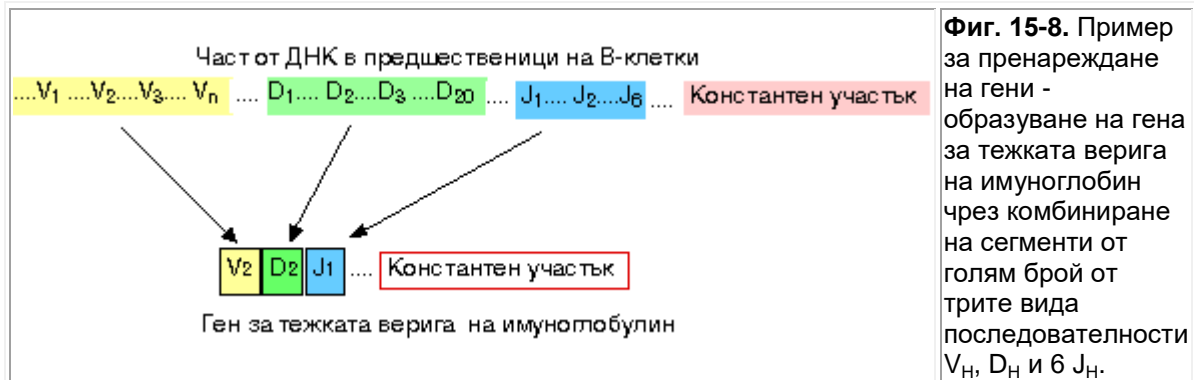 Част от ДНК в предшественици на В-клетки
....V₁ ....V₂....V₃.... Vₙ .... D₁.... D₂....D₃ ....D₂₀ .... J₁.... J₂....J₆ .... Константен участък
V₂ D₂ J₁ .... Константен участък
Ген за тежката верига на имуноглобулин
Фиг. 15-8. Пример
за пренареждане
на гени -
образуване на гена
за тежката верига
на имуноглобин
чрез комбиниране
на сегменти от
голям брой от
трите вида
последователности
V_H, D_H и 6 J_H.